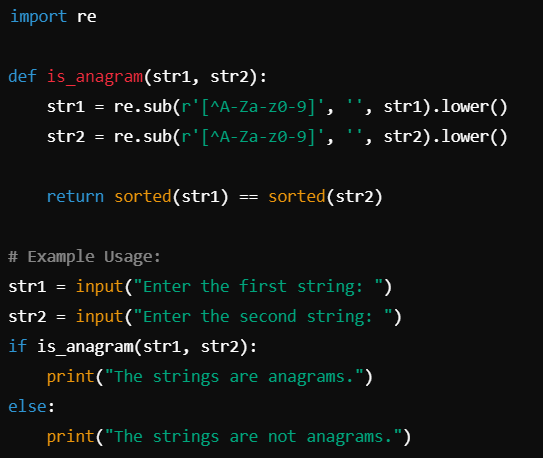 import re
def is_anagram(str1, str2):
    str1 = re.sub(r'[^A-Za-z0-9]', '', str1).lower()
    str2 = re.sub(r'[^A-Za-z0-9]', '', str2).lower()
    return sorted(str1) == sorted(str2)
# Example Usage:
str1 = input("Enter the first string: ")
str2 = input("Enter the second string: ")
if is_anagram(str1, str2):
    print("The strings are anagrams.")
else:
    print("The strings are not anagrams.")